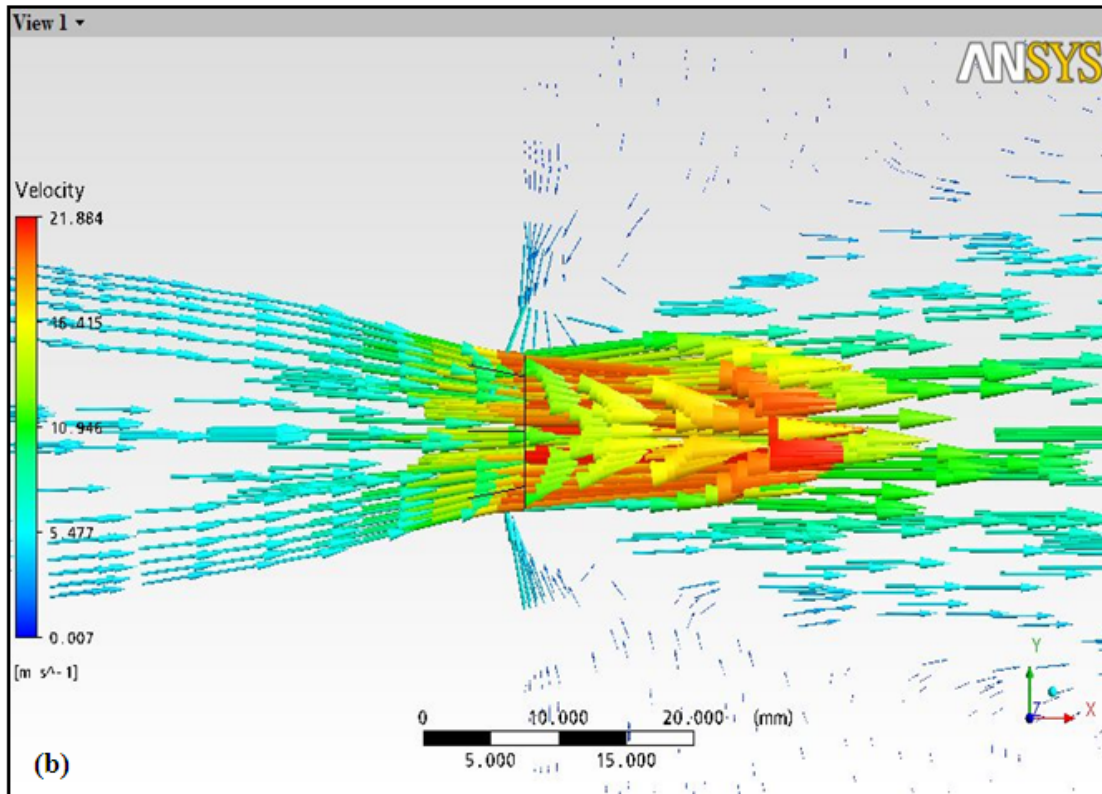 View 1
ANSYS
Velocity
21.884
16.415
10.946
5.477
0.007
[m s^-1]
Y
Z
X
0
10.000
20.000
(mm)
5.000
15.000
(b)